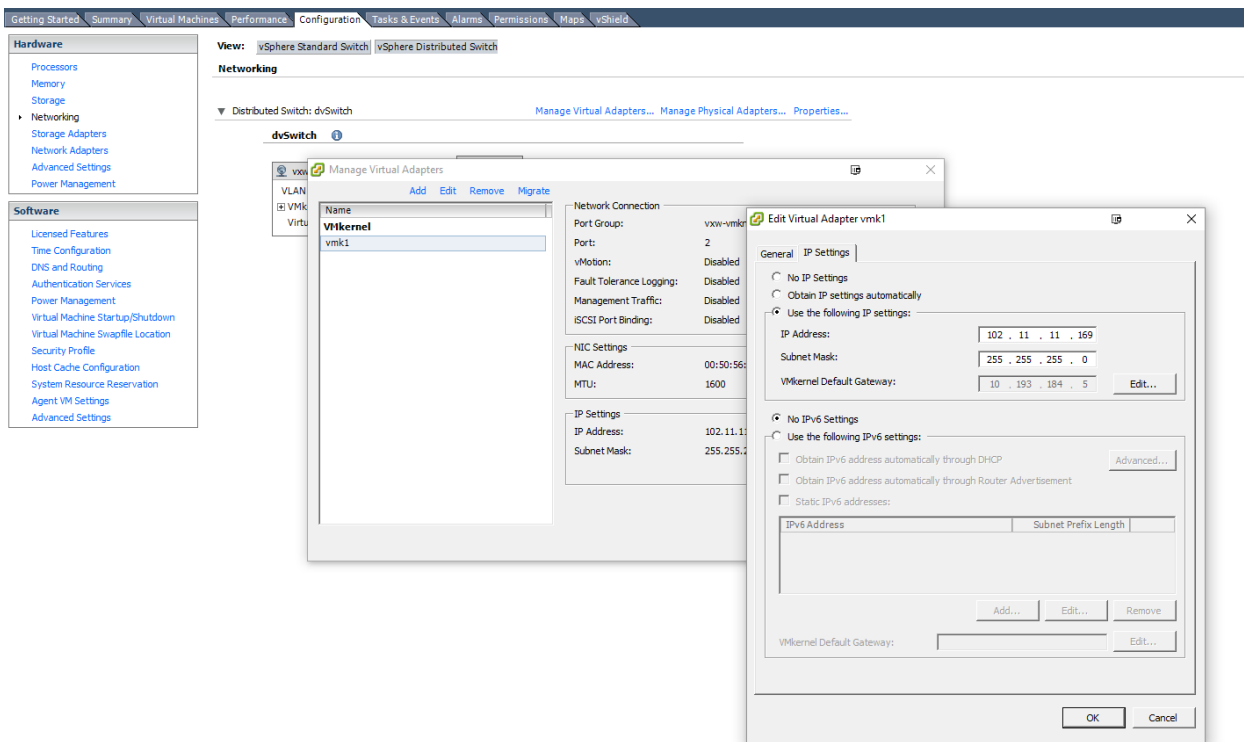 Getting Started Summary Virtual Machines Performance Configuration Tasks & Events Alarms Permissions Maps vShield
Hardware
Processors
Memory
Storage
Networking
Storage Adapters
Network Adapters
Advanced Settings
Power Management
Software
Licensed Features
Time Configuration
DNS and Routing
Authentication Services
Power Management
Virtual Machine Startup/Shutdown
Virtual Machine Swapfile Location
Security Profile
Host Cache Configuration
System Resource Reservation
Agent VM Settings
Advanced Settings
View: vSphere Standard Switch vSphere Distributed Switch
Networking
Distributed Switch: dvSwitch Manage Virtual Adapters... Manage Physical Adapters... Properties...
dvSwitch
VLAN
Manage Virtual Adapters
Add Edit Remove Migrate
Name
VMkernel
vmk1
Network Connection
Port Group:
Port: 2
vMotion: Disabled
Fault Tolerance Logging: Disabled
Management Traffic: Disabled
iSCSI Port Binding: Disabled
NIC Settings
MAC Address: 00:50:56:
MTU: 1600
IP Settings
IP Address: 102.11.11
Subnet Mask: 255.255.2
Edit Virtual Adapter vmk1
General IP Settings
No IP Settings
Obtain IP settings automatically
Use the following IP settings:
IP Address: 102 . 11 . 11 . 169
Subnet Mask: 255 . 255 . 255 . 0
VMkernel Default Gateway: 10 . 193 . 184 . 5 Edit...
No IPv6 Settings
Use the following IPv6 settings:
Obtain IPv6 address automatically through DHCP Advanced...
Obtain IPv6 address automatically through Router Advertisement
Static IPv6 addresses:
IPv6 Address Subnet Prefix Length
Add... Edit... Remove
VMkernel Default Gateway: Edit...
OK Cancel